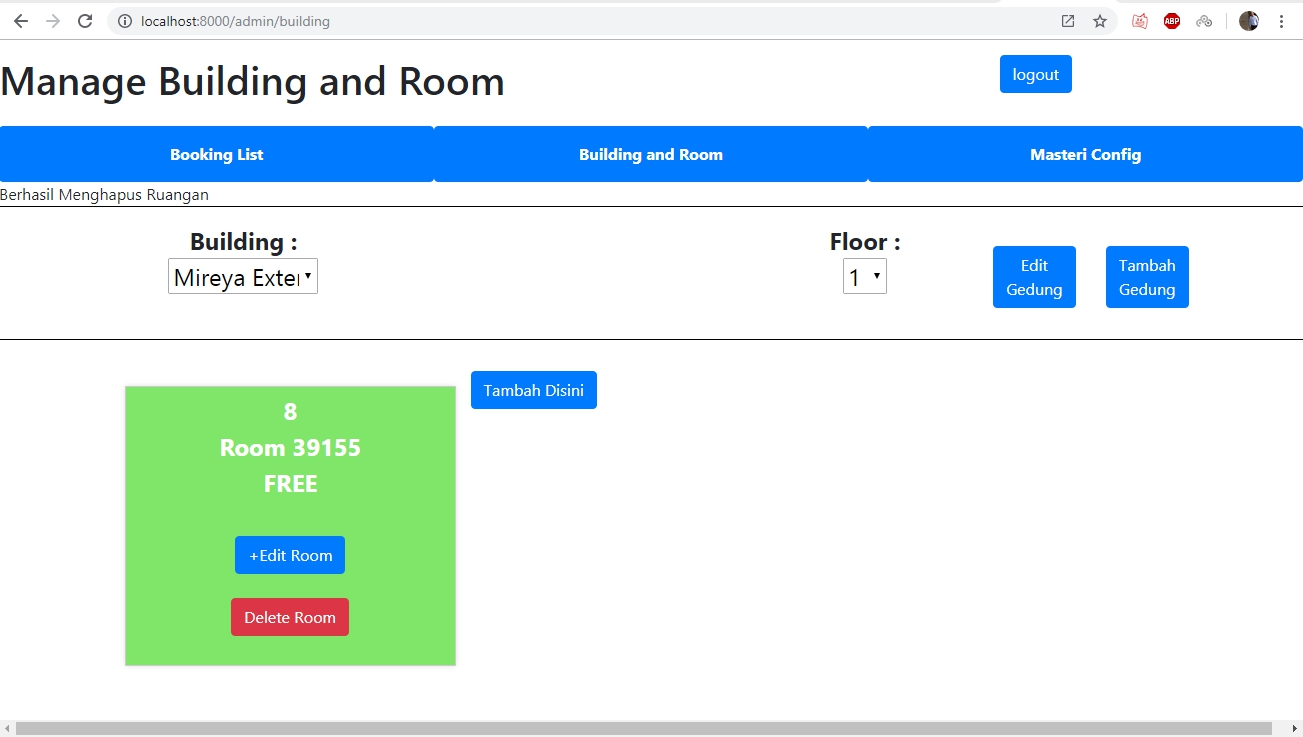 localhost:8000/admin/building
ABP
Manage Building and Room
logout
Booking List
Building and Room
Masteri Config
Berhasil Menghapus Ruangan
Building :
Floor :
Mireya Exter
1
Edit
Gedung
Tambah
Gedung
8
Room 39155
FREE
+Edit Room
Delete Room
Tambah Disini